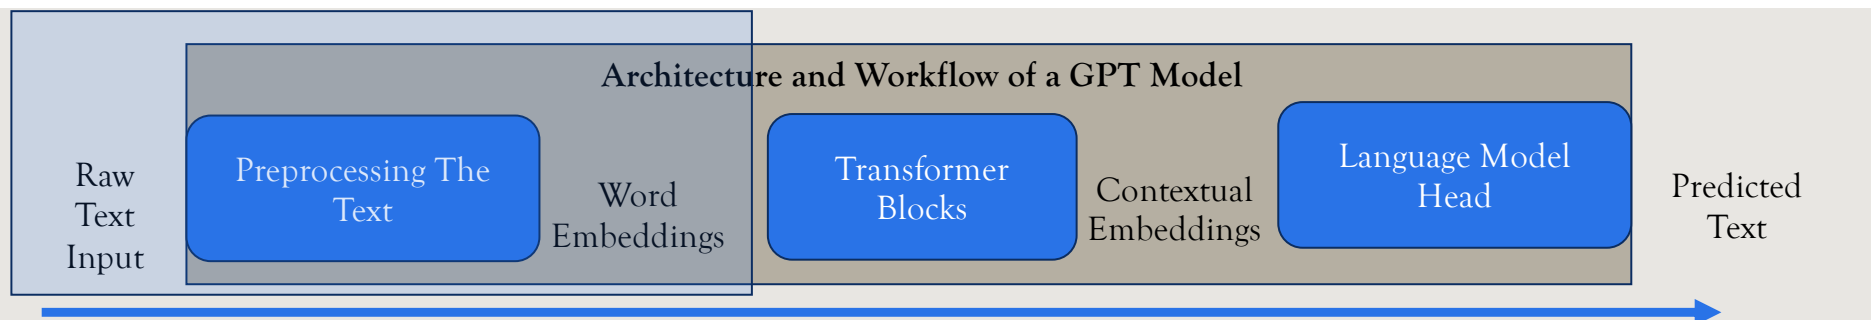 Architecture and Workflow of a GPT Model
Raw
Text
Input
Preprocessing The
Text
Word
Embeddings
Transformer
Blocks
Contextual
Embeddings
Language Model
Head
Predicted
Text